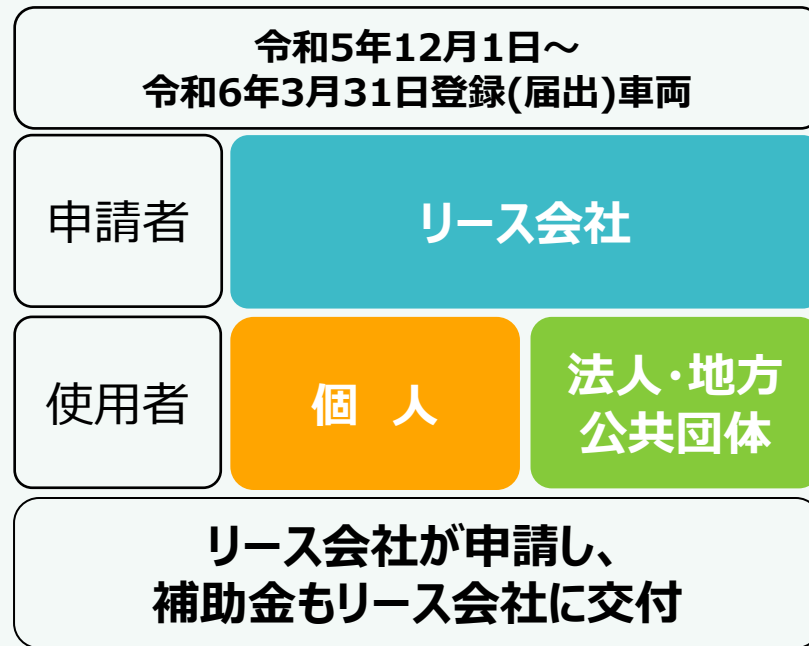 令和5年12月1日～
令和6年3月31日登録(届出)車両
申請者
リース会社
使用者
個 人
法人･地方
公共団体
リース会社が申請し、
補助金もリース会社に交付